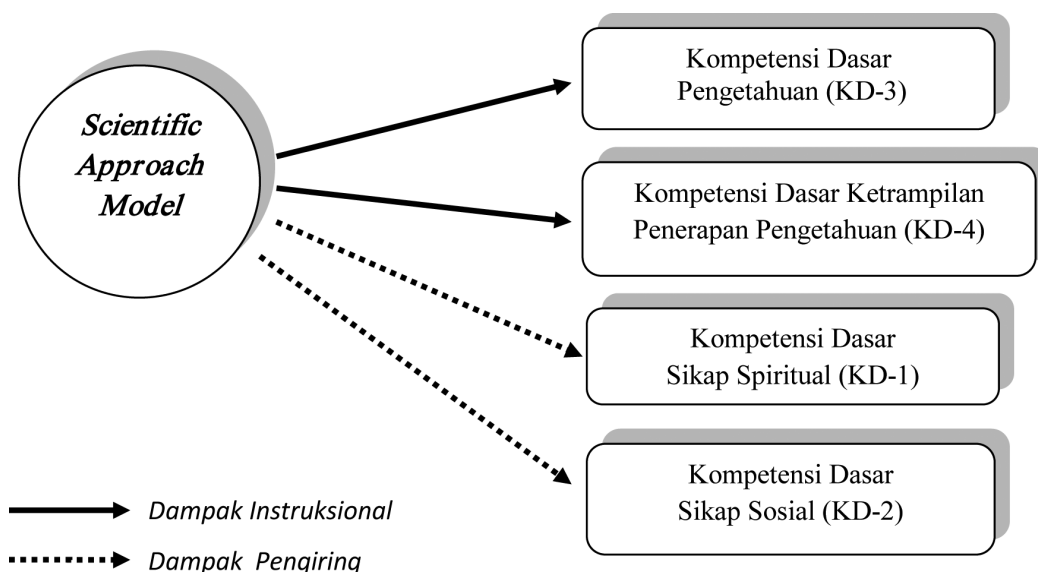 Scientific
Approach
Model
Kompetensi Dasar
Pengetahuan (KD-3)
Kompetensi Dasar Ketrampilan
Penerapan Pengetahuan (KD-4)
Kompetensi Dasar
Sikap Spiritual (KD-1)
Kompetensi Dasar
Sikap Sosial (KD-2)
Dampak Instruksional
Dampak Pengiring